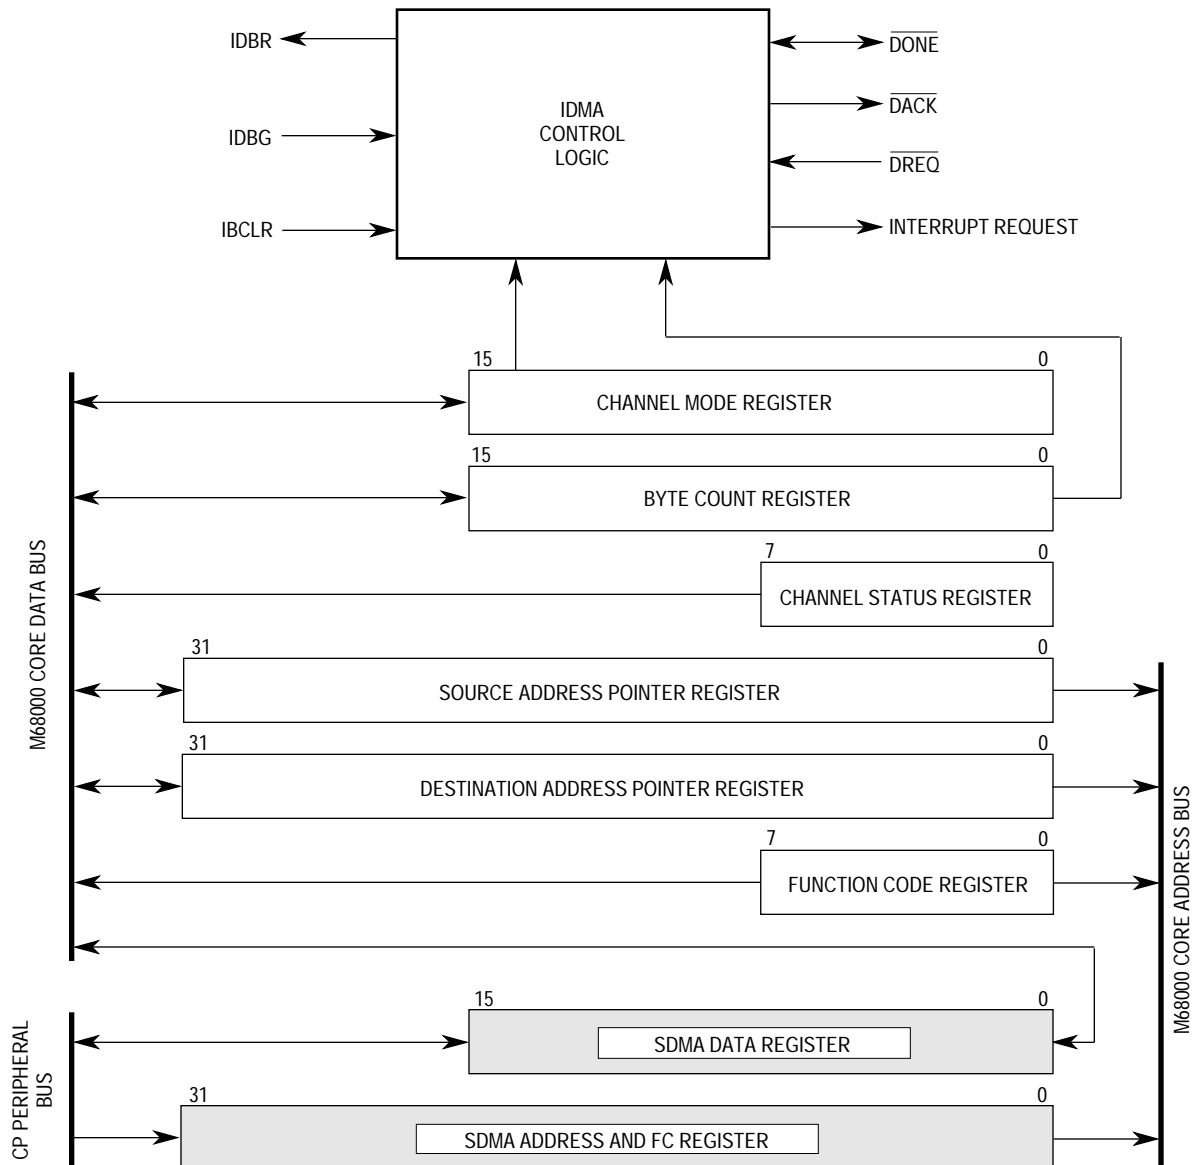 IDBR
IDBG
IBCLR
IDMA
CONTROL
LOGIC
DONE
DACK
DREQ
INTERRUPT REQUEST
15 0
CHANNEL MODE REGISTER
15 0
BYTE COUNT REGISTER
7 0
CHANNEL STATUS REGISTER
31 0
SOURCE ADDRESS POINTER REGISTER
31 0
DESTINATION ADDRESS POINTER REGISTER
7 0
FUNCTION CODE REGISTER
15 0
SDMA DATA REGISTER
31 0
SDMA ADDRESS AND FC REGISTER
M68000 CORE DATA BUS
CP PERIPHERAL
BUS
M68000 CORE ADDRESS BUS